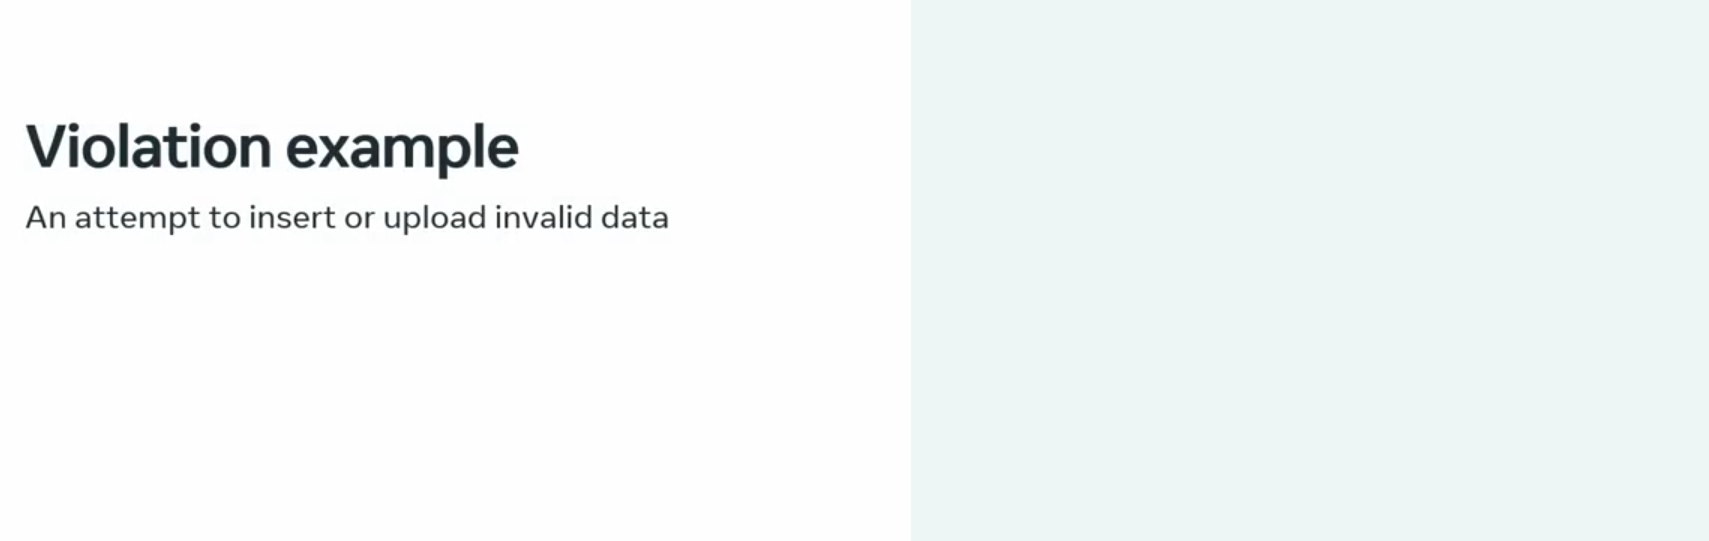 Violation example
An attempt to insert or upload invalid data